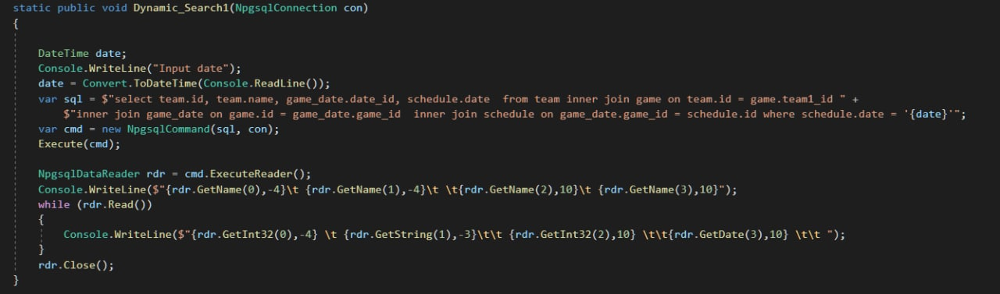 static public void Dynamic_Search1(NpgsqlConnection con)
{
DateTime date;
Console.WriteLine("Input date");
date = Convert.ToDateTime(Console.ReadLine());
var sql = $"select team.id, team.name, game_date.date_id, schedule.date  from team inner join game on team.id = game.team1_id " +
$"inner join game_date on game.id = game_date.game_id  inner join schedule on game_date.game_id = schedule.id where schedule.date = '{date}'";
var cmd = new NpgsqlCommand(sql, con);
Execute(cmd);
NpgsqlDataReader rdr = cmd.ExecuteReader();
Console.WriteLine($"{rdr.GetName(0),-4}\t {rdr.GetName(1),-4}\t \t{rdr.GetName(2),10}\t {rdr.GetName(3),10}");
while (rdr.Read())
{
Console.WriteLine($"{rdr.GetInt32(0),-4} \t {rdr.GetString(1),-3}\t\t {rdr.GetInt32(2),10} \t\t{rdr.GetDate(3),10} \t\t ");
}
rdr.Close();
}